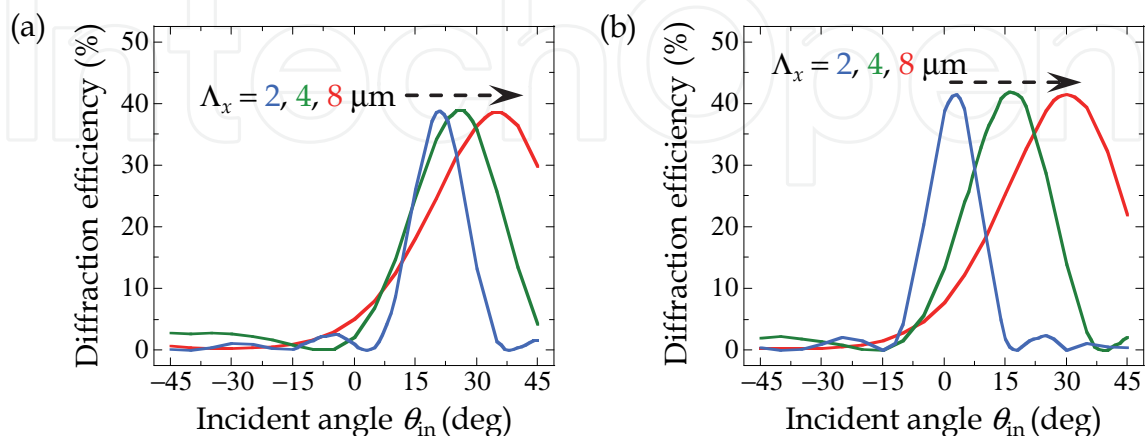 IntechOpen
(a)
Diffraction efficiency (%)
50
40
30
20
10
0
Λx = 2, 4, 8 μm
−45 −30 −15 0 15 30 45
Incident angle θin (deg)
(b)
Diffraction efficiency (%)
50
40
30
20
10
0
Λx = 2, 4, 8 μm
−45 −30 −15 0 15 30 45
Incident angle θin (deg)